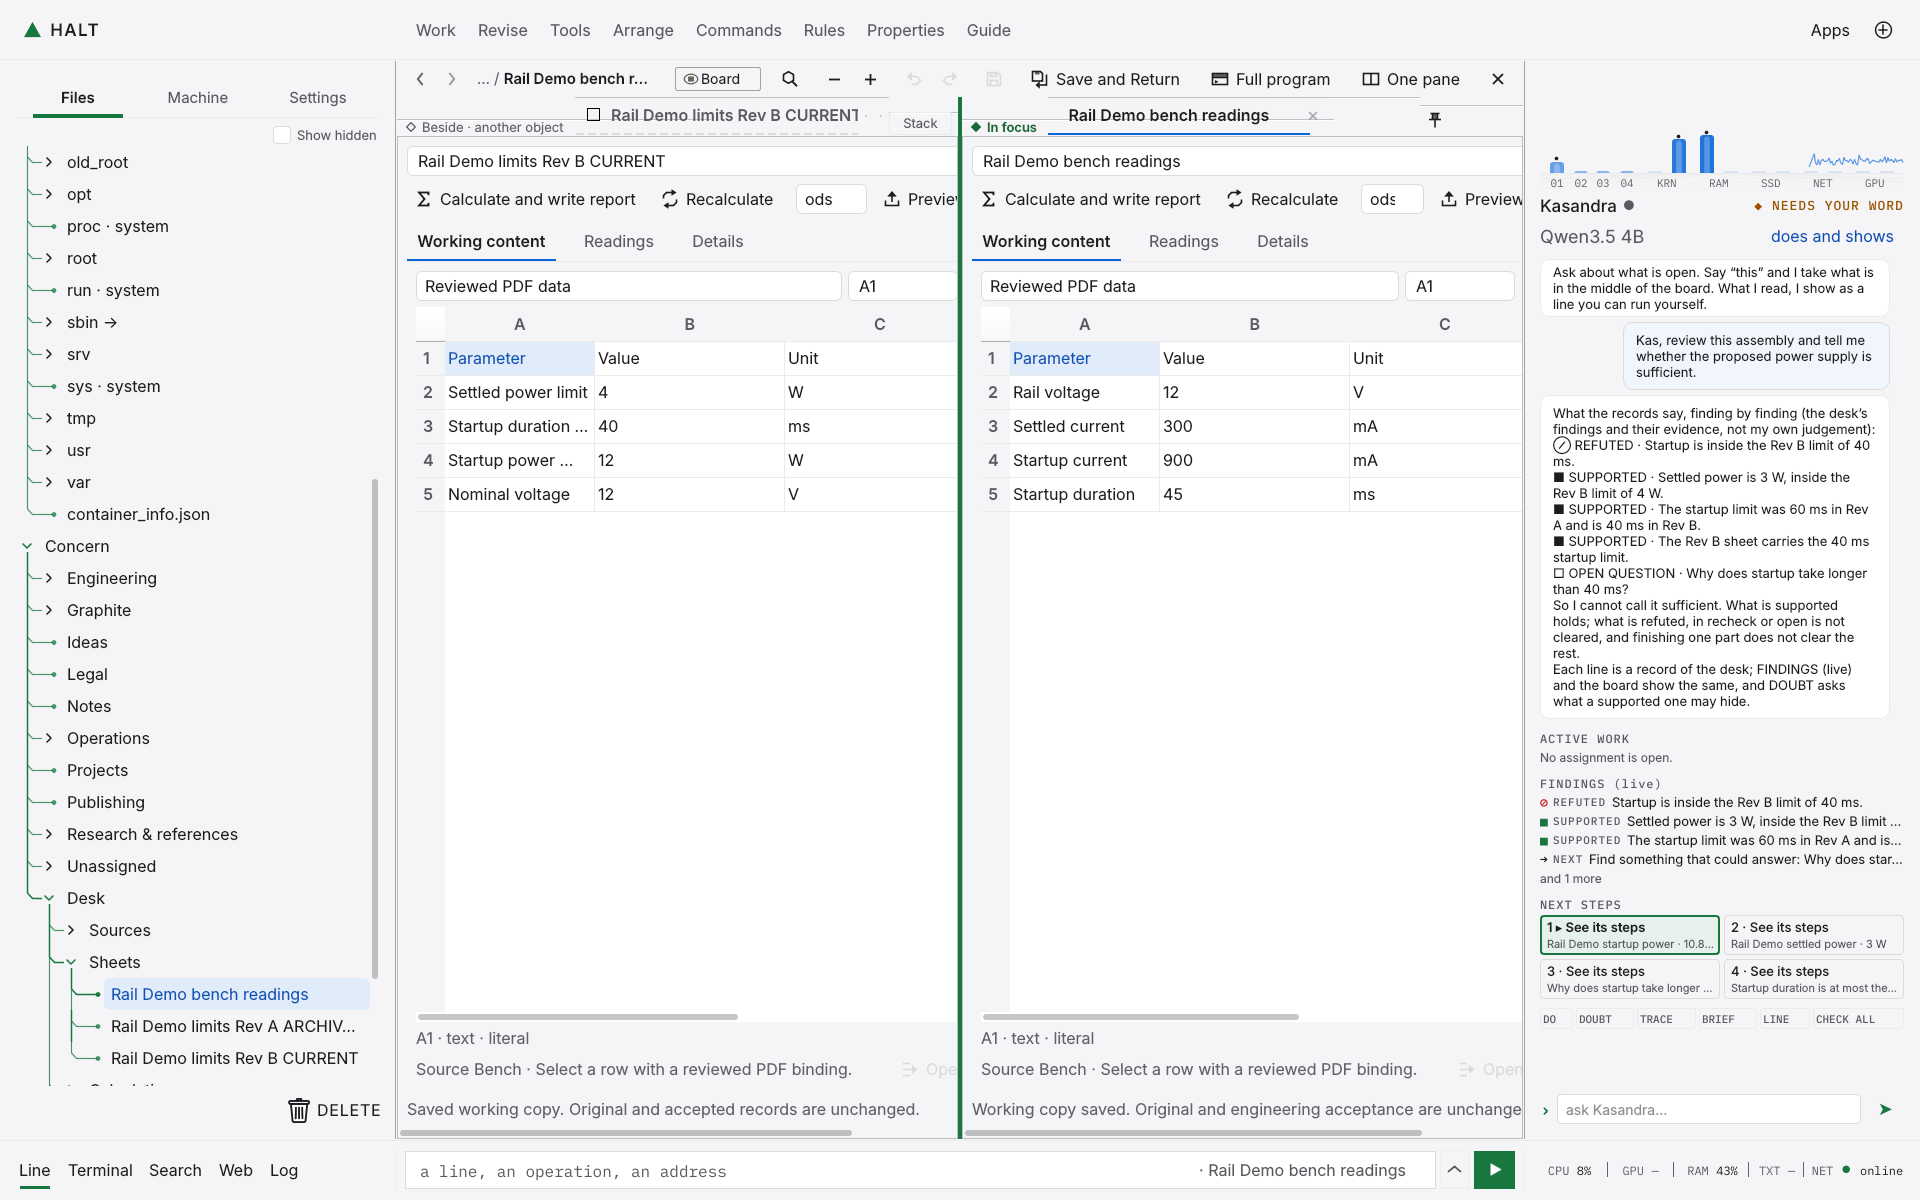 HALT
Work Revise Tools Arrange Commands Rules Properties Guide
Apps
Files Machine Settings
Show hidden
old_root
opt
proc · system
root
run · system
sbin →
srv
sys · system
tmp
usr
var
container_info.json
Concern
Engineering
Graphite
Ideas
Legal
Notes
Operations
Projects
Publishing
Research & references
Unassigned
Desk
Sources
Sheets
Rail Demo bench readings
Rail Demo limits Rev A ARCHIV...
Rail Demo limits Rev B CURRENT
DELETE
... / Rail Demo bench r... Board Save and Return Full program One pane
Beside · another object
Rail Demo limits Rev B CURRENT
Stack
Rail Demo limits Rev B CURRENT
Calculate and write report Recalculate ods Preview
Working content Readings Details
Reviewed PDF data A1
A B C
1 Parameter Value Unit
2 Settled power limit 4 W
3 Startup duration ... 40 ms
4 Startup power ... 12 W
5 Nominal voltage 12 V
A1 · text · literal
Source Bench · Select a row with a reviewed PDF binding. Ope
Saved working copy. Original and accepted records are unchanged.
In focus
Rail Demo bench readings
Rail Demo bench readings
Calculate and write report Recalculate ods Preview
Working content Readings Details
Reviewed PDF data A1
A B C
1 Parameter Value Unit
2 Rail voltage 12 V
3 Settled current 300 mA
4 Startup current 900 mA
5 Startup duration 45 ms
A1 · text · literal
Source Bench · Select a row with a reviewed PDF binding. Open
Working copy saved. Original and engineering acceptance are unchange
01 02 03 04 KRN RAM SSD NET GPU
Kasandra ◆ NEEDS YOUR WORD
Qwen3.5 4B does and shows
Ask about what is open. Say “this” and I take what is
in the middle of the board. What I read, I show as a
line you can run yourself.
Kas, review this assembly and tell me
whether the proposed power supply is
sufficient.
What the records say, finding by finding (the desk’s
findings and their evidence, not my own judgement):
REFUTED · Startup is inside the Rev B limit of 40
ms.
■ SUPPORTED · Settled power is 3 W, inside the
Rev B limit of 4 W.
■ SUPPORTED · The startup limit was 60 ms in Rev
A and is 40 ms in Rev B.
■ SUPPORTED · The Rev B sheet carries the 40 ms
startup limit.
□ OPEN QUESTION · Why does startup take longer
than 40 ms?
So I cannot call it sufficient. What is supported
holds; what is refuted, in recheck or open is not
cleared, and finishing one part does not clear the
rest.
Each line is a record of the desk; FINDINGS (live)
and the board show the same, and DOUBT asks
what a supported one may hide.
ACTIVE WORK
No assignment is open.
FINDINGS (live)
REFUTED Startup is inside the Rev B limit of 40 ms.
SUPPORTED Settled power is 3 W, inside the Rev B limit ...
SUPPORTED The startup limit was 60 ms in Rev A and is...
→ NEXT Find something that could answer: Why does star...
and 1 more
NEXT STEPS
1 ▸ See its steps
Rail Demo startup power · 10.8...
2 · See its steps
Rail Demo settled power · 3 W
3 · See its steps
Why does startup take longer ...
4 · See its steps
Startup duration is at most the...
DO DOUBT TRACE BRIEF LINE CHECK ALL
ask Kasandra...
Line Terminal Search Web Log
a line, an operation, an address · Rail Demo bench readings
CPU 8% GPU — RAM 43% TXT — NET online